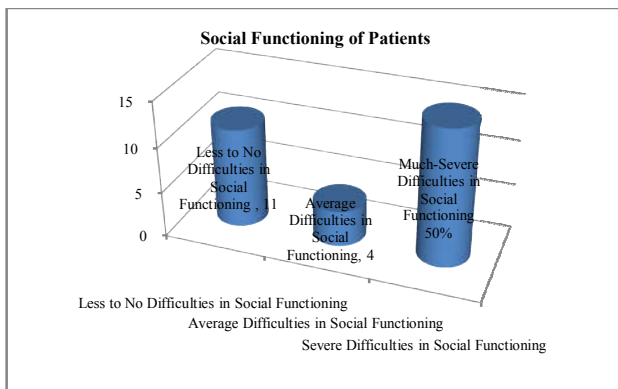 Social Functioning of Patients
15
10
5
0
Less to No
Difficulties in
Social
Functioning , 11
Average
Difficulties in
Social
Functioning, 4
Much-Severe
Difficulties in
Social
Functioning
50%
Less to No Difficulties in Social Functioning
Average Difficulties in Social Functioning
Severe Difficulties in Social Functioning